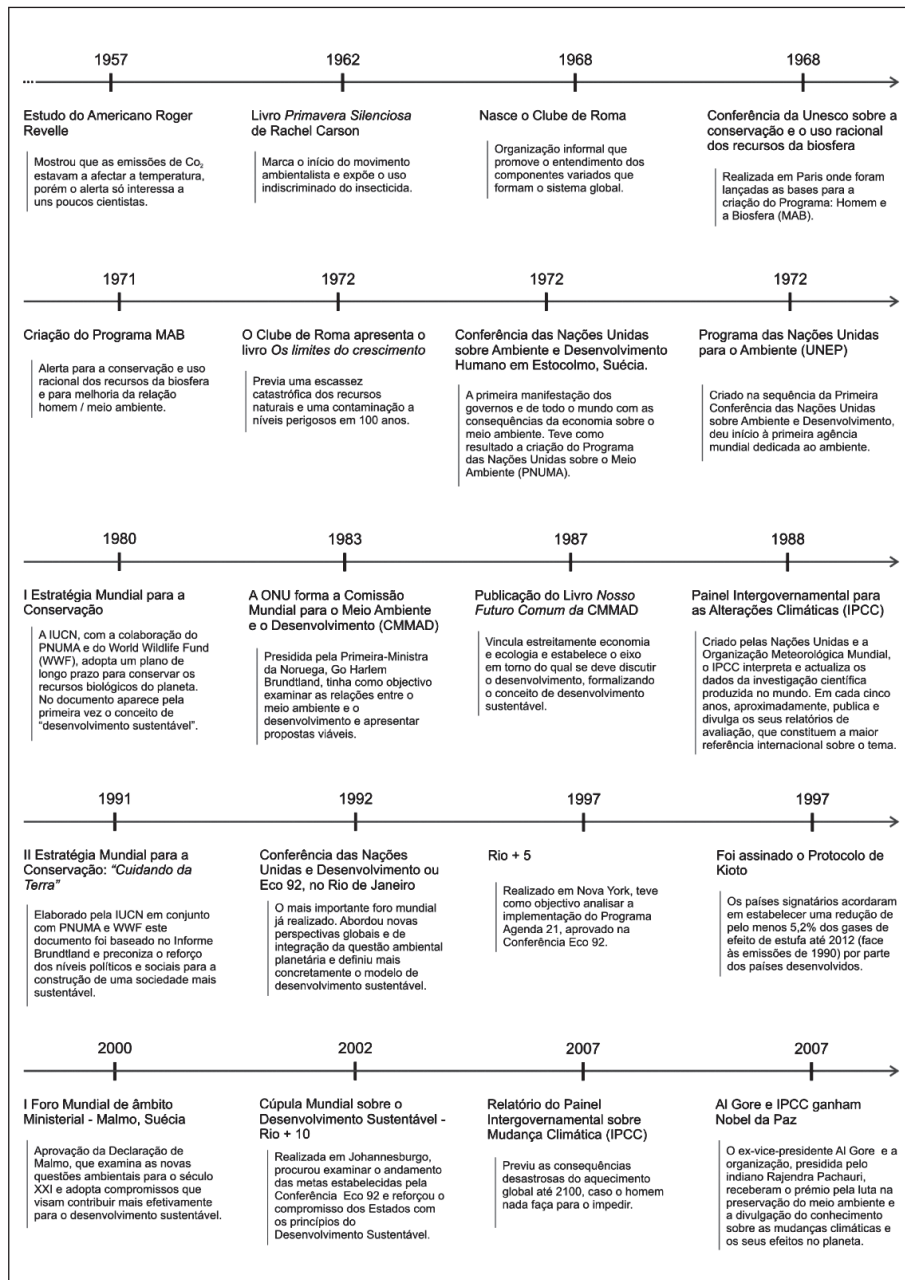 1957
1962
1968
1968
...
Estudo do Americano Roger
Revelle
Mostrou que as emissões de Co₂
estavam a afectar a temperatura,
porém o alerta só interessa a
uns poucos cientistas.
Livro Primavera Silenciosa
de Rachel Carson
Marca o início do movimento
ambientalista e expõe o uso
indiscriminado do insecticida.
Nasce o Clube de Roma
Organização informal que
promove o entendimento dos
componentes variados que
formam o sistema global.
Conferência da Unesco sobre a
conservação e o uso racional
dos recursos da biosfera
Realizada em Paris onde foram
lançadas as bases para a
criação do Programa: Homem e
a Biosfera (MAB).
1971
1972
1972
1972
Criação do Programa MAB
Alerta para a conservação e uso
racional dos recursos da biosfera
e para melhoria da relação
homem / meio ambiente.
O Clube de Roma apresenta o
livro Os limites do crescimento
Previa uma escassez
catastrófica dos recursos
naturais e uma contaminação a
níveis perigosos em 100 anos.
Conferência das Nações Unidas
sobre Ambiente e Desenvolvimento
Humano em Estocolmo, Suécia.
A primeira manifestação dos
governos e de todo o mundo com as
consequências da economia sobre o
meio ambiente. Teve como
resultado a criação do Programa
das Nações Unidas sobre o Meio
Ambiente (PNUMA).
Programa das Nações Unidas
para o Ambiente (UNEP)
Criado na sequência da Primeira
Conferência das Nações Unidas
sobre Ambiente e Desenvolvimento,
deu início à primeira agência
mundial dedicada ao ambiente.
1980
1983
1987
1988
I Estratégia Mundial para a
Conservação
A IUCN, com a colaboração do
PNUMA e do World Wildlife Fund
(WWF), adopta um plano de
longo prazo para conservar os
recursos biológicos do planeta.
No documento aparece pela
primeira vez o conceito de
“desenvolvimento sustentável”.
A ONU forma a Comissão
Mundial para o Meio Ambiente
e o Desenvolvimento (CMMAD)
Presidida pela Primeira-Ministra
da Noruega, Go Harlem
Brundtland, tinha como objectivo
examinar as relações entre o
meio ambiente e o
desenvolvimento e apresentar
propostas viáveis.
Publicação do Livro Nosso
Futuro Comum da CMMAD
Vincula estreitamente economia
e ecologia e estabelece o eixo
em torno do qual se deve discutir
o desenvolvimento, formalizando
o conceito de desenvolvimento
sustentável.
Painel Intergovernamental para
as Alterações Climáticas (IPCC)
Criado pelas Nações Unidas e a
Organização Meteorológica Mundial,
o IPCC interpreta e actualiza os
dados da investigação científica
produzida no mundo. Em cada cinco
anos, aproximadamente, publica e
divulga os seus relatórios de
avaliação, que constituem a maior
referência internacional sobre o tema.
1991
1992
1997
1997
II Estratégia Mundial para a
Conservação: “Cuidando da
Terra”
Elaborado pela IUCN em conjunto
com PNUMA e WWF este
documento foi baseado no Informe
Brundtland e preconiza o reforço
dos níveis políticos e sociais para a
construção de uma sociedade mais
sustentável.
Conferência das Nações
Unidas e Desenvolvimento ou
Eco 92, no Rio de Janeiro
O mais importante foro mundial
já realizado. Abordou novas
perspectivas globais e de
integração da questão ambiental
planetária e definiu mais
concretamente o modelo de
desenvolvimento sustentável.
Rio + 5
Realizado em Nova York, teve
como objectivo analisar a
implementação do Programa
Agenda 21, aprovado na
Conferência Eco 92.
Foi assinado o Protocolo de
Kioto
Os países signatários acordaram
em estabelecer uma redução de
pelo menos 5,2% dos gases de
efeito de estufa até 2012 (face
às emissões de 1990) por parte
dos países desenvolvidos.
2000
2002
2007
2007
I Foro Mundial de âmbito
Ministerial - Malmo, Suécia
Aprovação da Declaração de
Malmo, que examina as novas
questões ambientais para o século
XXI e adopta compromissos que
visam contribuir mais efetivamente
para o desenvolvimento sustentável.
Cúpula Mundial sobre o
Desenvolvimento Sustentável -
Rio + 10
Realizada em Johannesburgo,
procurou examinar o andamento
das metas estabelecidas pela
Conferência Eco 92 e reforçou o
compromisso dos Estados com
os princípios do
Desenvolvimento Sustentável.
Relatório do Painel
Intergovernamental sobre
Mudança Climática (IPCC)
Previu as consequências
desastrosas do aquecimento
global até 2100, caso o homem
nada faça para o impedir.
Al Gore e IPCC ganham
Nobel da Paz
O ex-vice-presidente Al Gore e a
organização, presidida pelo
indiano Rajendra Pachauri,
receberam o prémio pela luta na
preservação do meio ambiente e
a divulgação do conhecimento
sobre as mudanças climáticas e
os seus efeitos no planeta.